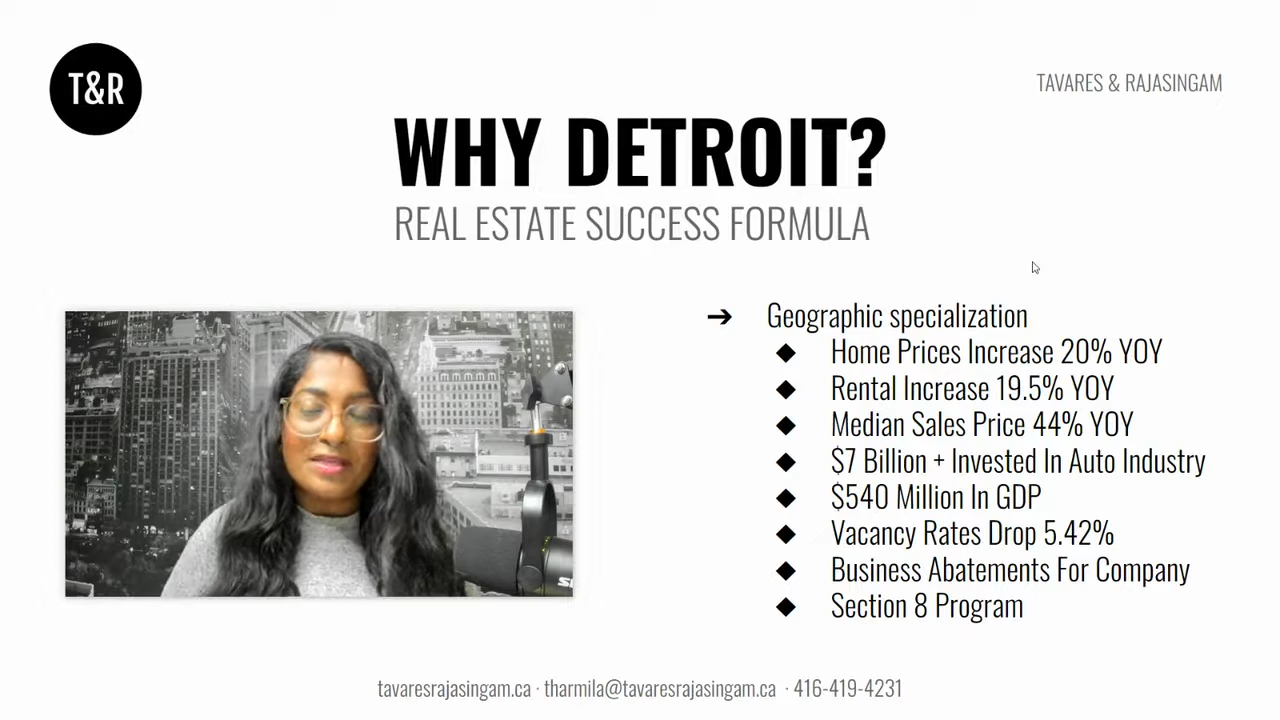 T&R
TAVARES & RAJASINGAM
WHY DETROIT?
REAL ESTATE SUCCESS FORMULA
➔ Geographic specialization
◆ Home Prices Increase 20% YOY
◆ Rental Increase 19.5% YOY
◆ Median Sales Price 44% YOY
◆ $7 Billion + Invested In Auto Industry
◆ $540 Million In GDP
◆ Vacancy Rates Drop 5.42%
◆ Business Abatements For Company
◆ Section 8 Program
tavaresrajasingam.ca · tharmila@tavaresrajasingam.ca · 416-419-4231